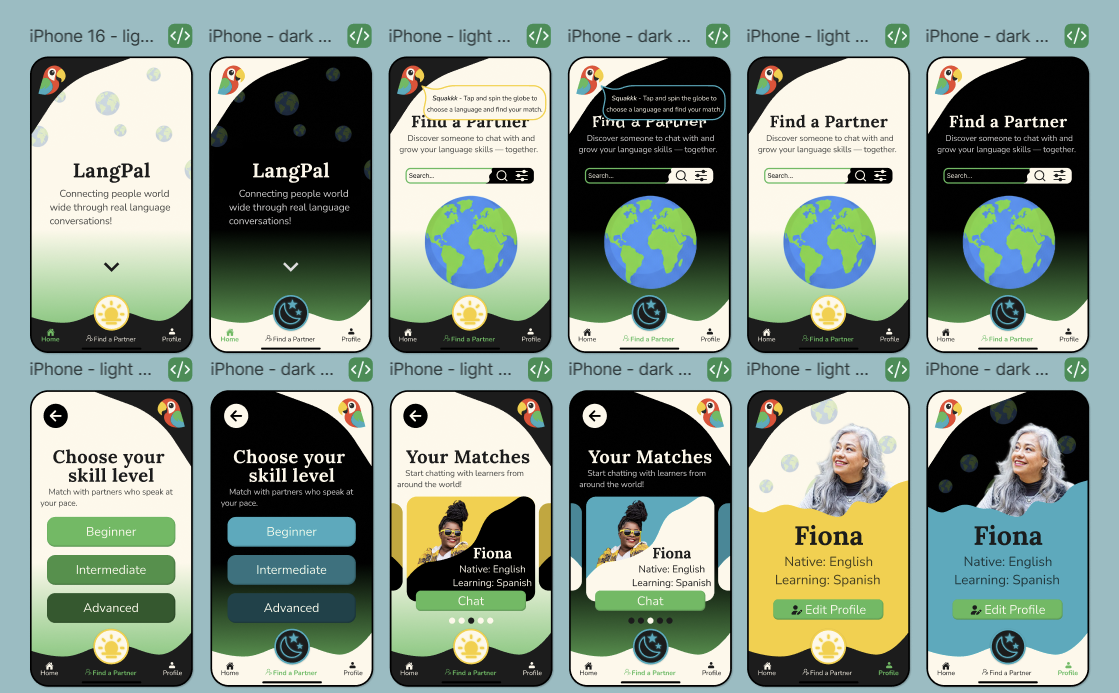 iPhone 16 - lig...
</>
iPhone - dark ...
</>
iPhone - light ...
</>
iPhone - dark ...
</>
iPhone - light ...
</>
iPhone - dark ...
</>
LangPal
Connecting people world
wide through real language
conversations!
Home
Find a Partner
Profile
LangPal
Connecting people world
wide through real language
conversations!
Home
Find a Partner
Profile
Squakkk - Tap and spin the globe to
choose a language and find your match.
Find a Partner
Discover someone to chat with and
grow your language skills — together.
Search...
Home
Find a Partner
Profile
Squakkk - Tap and spin the globe to
choose a language and find your match.
Find a Partner
Discover someone to chat with and
grow your language skills — together.
Search...
Home
Find a Partner
Profile
Find a Partner
Discover someone to chat with and
grow your language skills — together.
Search...
Home
Find a Partner
Profile
Find a Partner
Discover someone to chat with and
grow your language skills — together.
Search...
Home
Find a Partner
Profile
iPhone - light ...
</>
iPhone - dark ...
</>
iPhone - light ...
</>
iPhone - dark ...
</>
iPhone - light ...
</>
iPhone - dark ...
</>
Choose your
skill level
Match with partners who speak at
your pace.
Beginner
Intermediate
Advanced
Home
Find a Partner
Profile
Choose your
skill level
Match with partners who speak at
your pace.
Beginner
Intermediate
Advanced
Home
Find a Partner
Profile
Your Matches
Start chatting with learners from
around the world!
Fiona
Native: English
Learning: Spanish
Chat
Home
Find a Partner
Profile
Your Matches
Start chatting with learners from
around the world!
Fiona
Native: English
Learning: Spanish
Chat
Home
Find a Partner
Profile
Fiona
Native: English
Learning: Spanish
Edit Profile
Home
Find a Partner
Profile
Fiona
Native: English
Learning: Spanish
Edit Profile
Home
Find a Partner
Profile